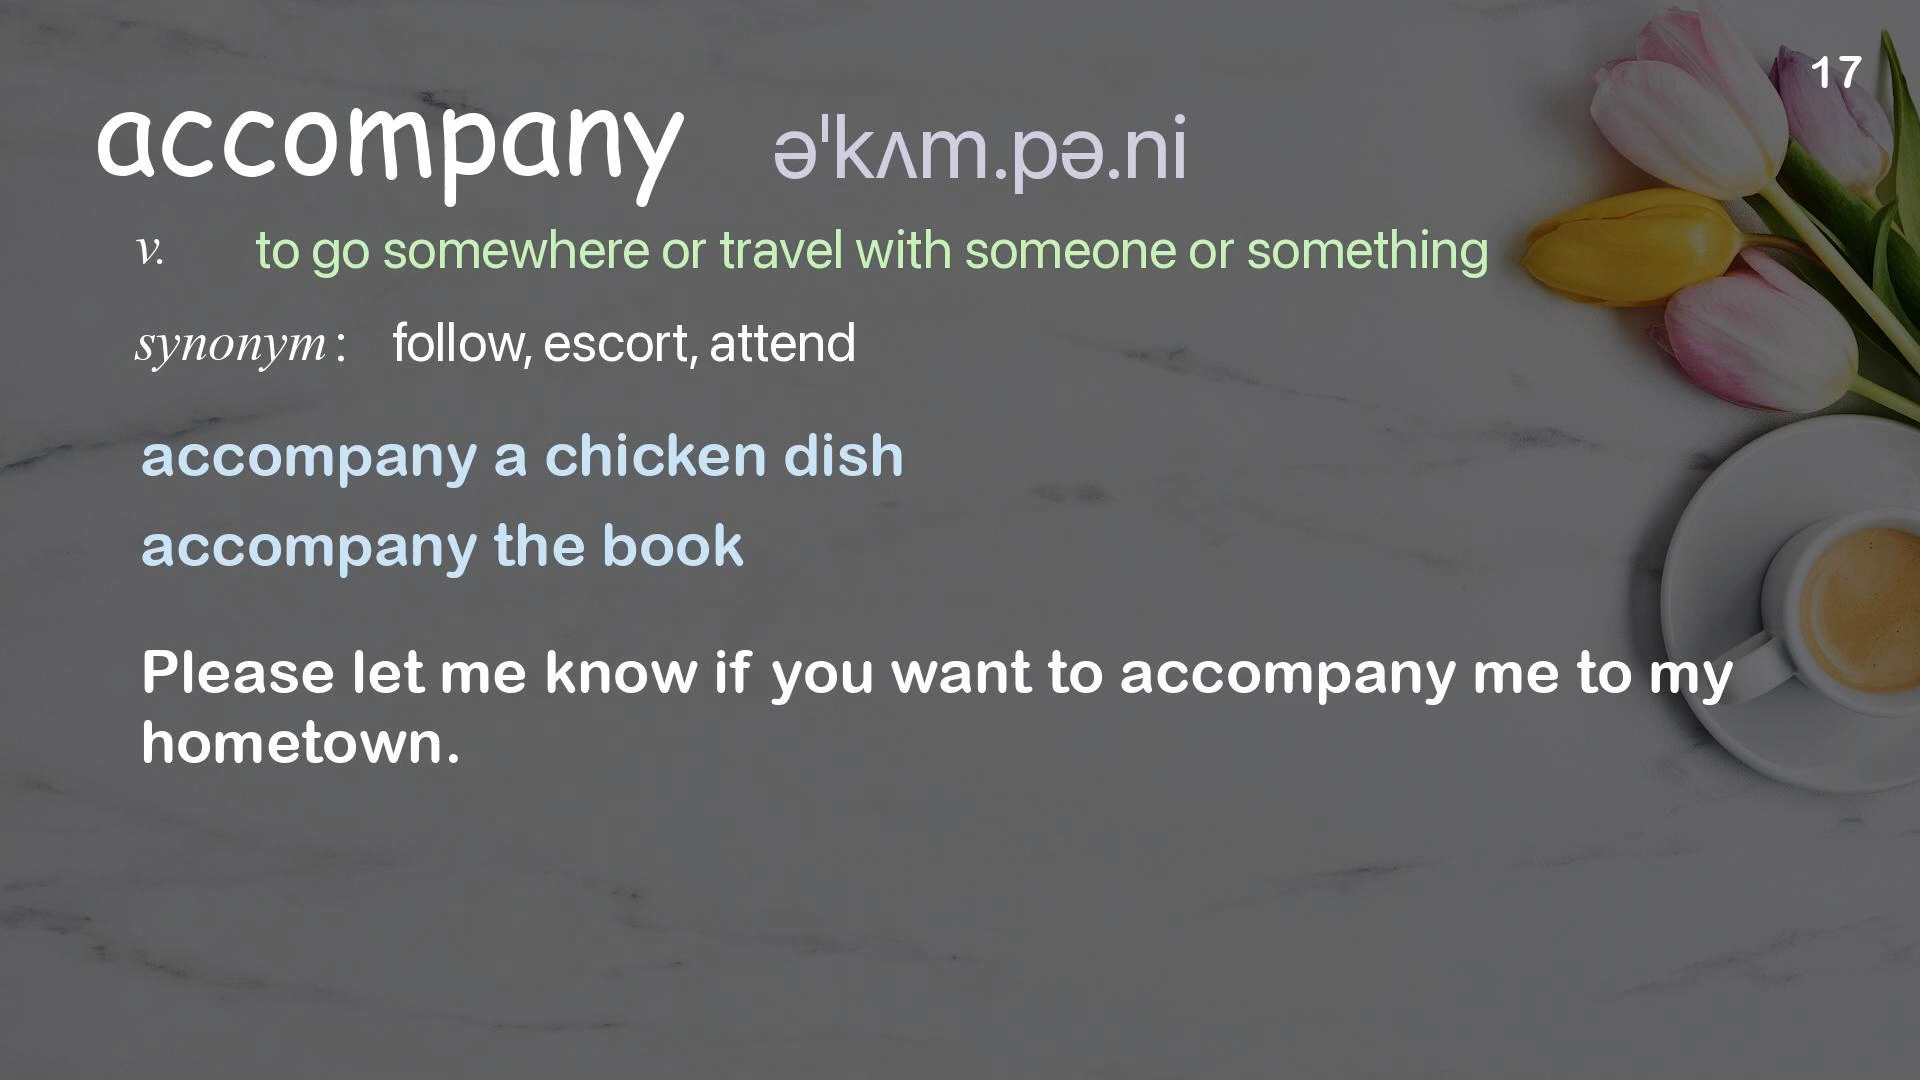 17
accompany əˈkʌm.pə.ni
v. to go somewhere or travel with someone or something
synonym : follow, escort, attend
accompany a chicken dish
accompany the book
Please let me know if you want to accompany me to my
hometown.